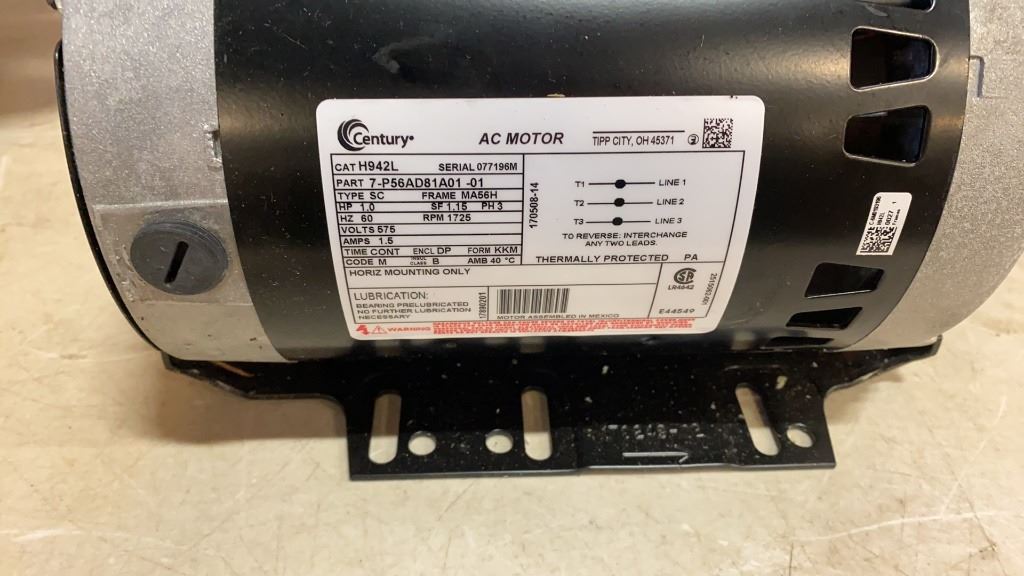 Century
AC MOTOR
TIPP CITY, OH 45371
CAT H942L SERIAL 077196M
PART 7-P56AD81A01 -01
TYPE SC FRAME MA56H
HP 1.0 SF 1.15 PH 3
HZ 60 RPM 1725
VOLTS 575
AMPS 1.5
TIME CONT ENCL DP FORM KKM
CODE M INSUL CLASS B AMB 40 °C
HORIZ MOUNTING ONLY
170508-14
T1 LINE 1
T2 LINE 2
T3 LINE 3
TO REVERSE: INTERCHANGE
ANY TWO LEADS.
THERMALLY PROTECTED PA
LUBRICATION:
BEARING PRELUBRICATED
NO FURTHER LUBRICATION
NECESSARY
MOTOR ASSEMBLED IN MEXICO
LR4642
E44549
WARNING
0027 1